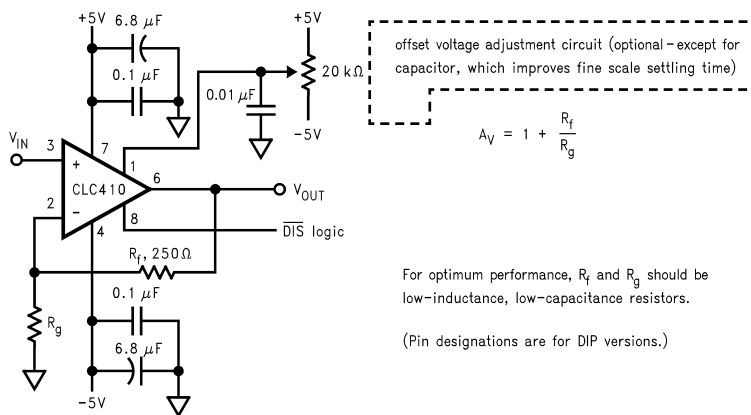 +5V
6.8 μF
0.1 μF
+5V
20 kΩ
0.01 μF
-5V
offset voltage adjustment circuit (optional-except for
capacitor, which improves fine scale settling time)
A_V = 1 + R_f / R_g
V_IN
3
7
1
+
CLC410
6
V_OUT
2
-
8
4
D̅I̅S̅ logic
R_f, 250Ω
0.1 μF
R_g
6.8 μF
-5V
For optimum performance, R_f and R_g should be
low-inductance, low-capacitance resistors.
(Pin designations are for DIP versions.)